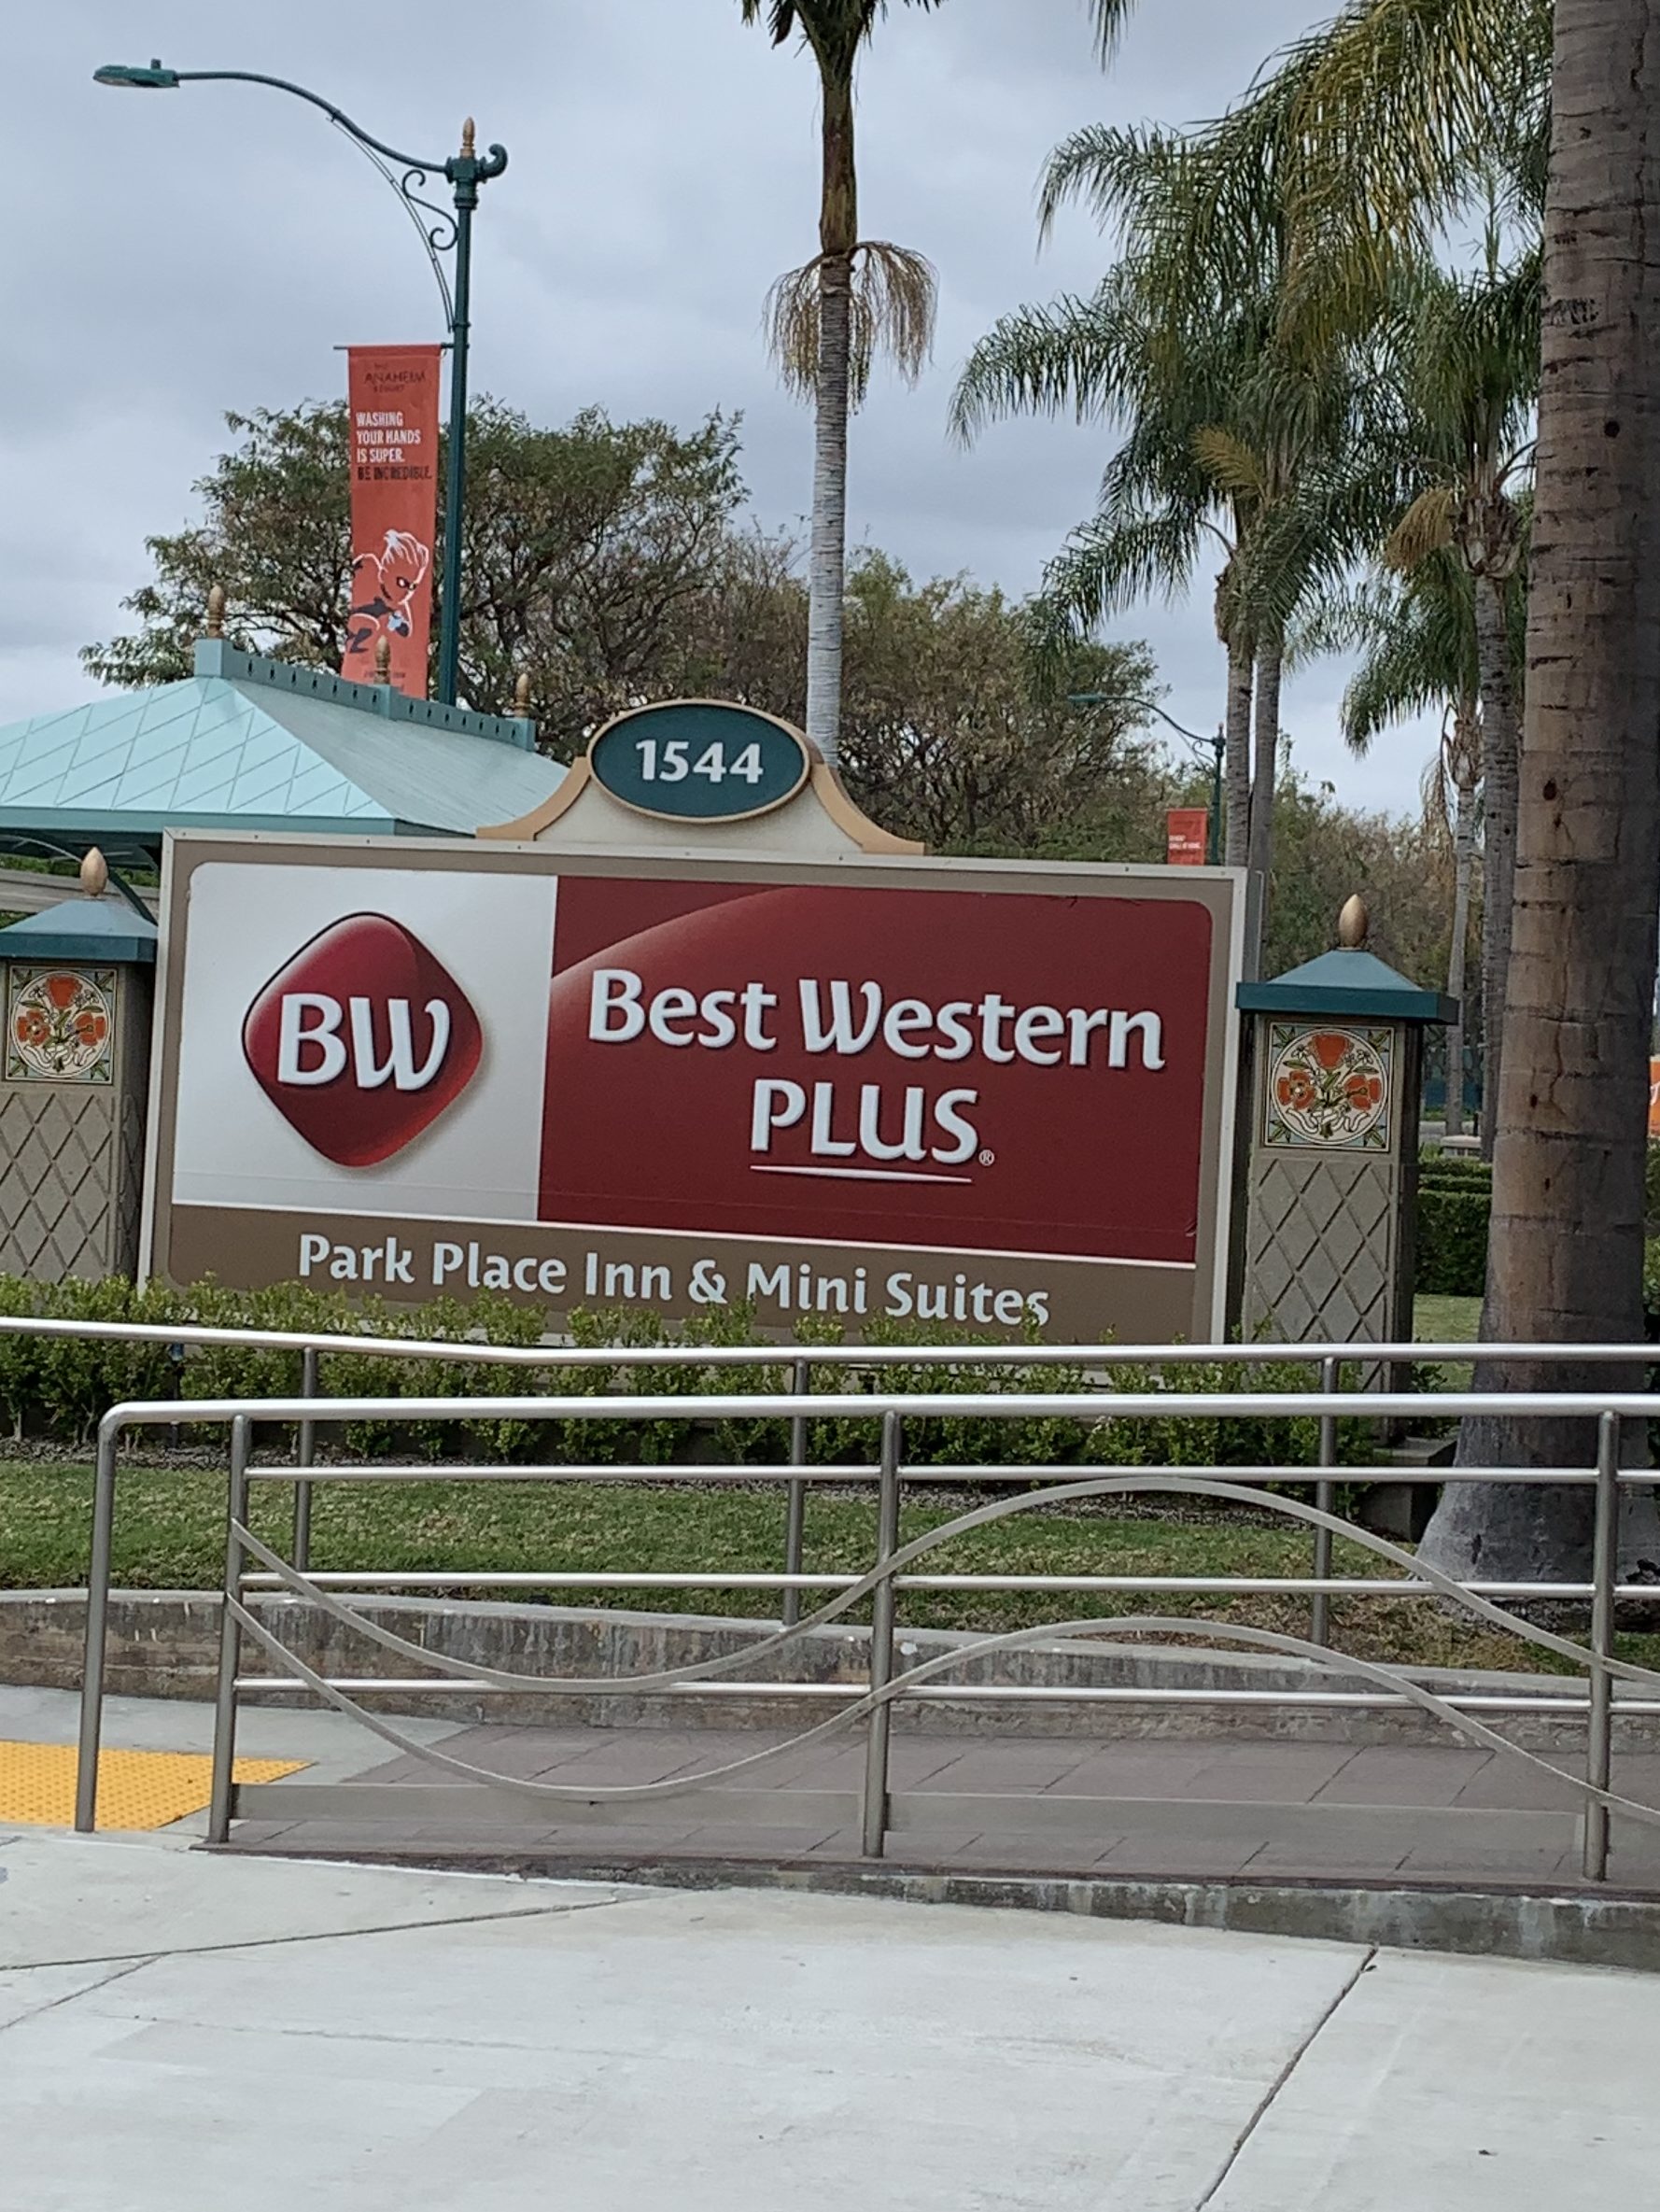 ANAHEIM
WASHING
YOUR HANDS
IS SUPER.
BE INCREDIBLE.
1544
BW
Best Western
PLUS®
Park Place Inn & Mini Suites